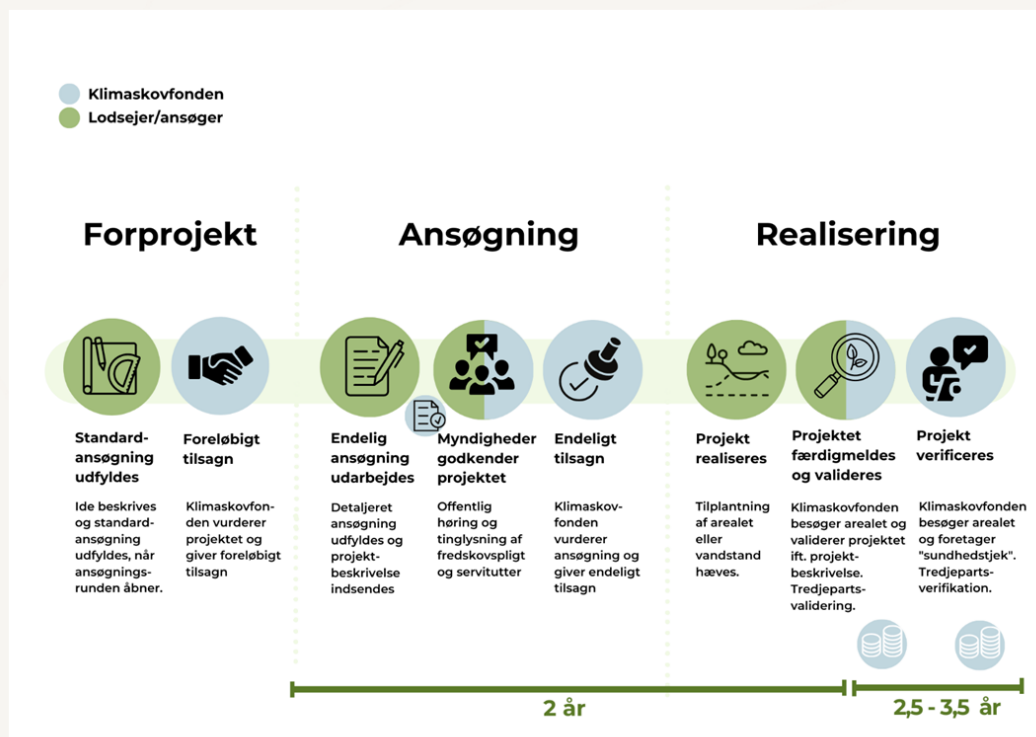 Klimaskovfonden
Lodsejer/ansøger
Forprojekt
Standard-
ansøgning
udfyldes
Ide beskrives
og standard-
ansøgning
udfyldes, når
ansøgnings-
runden åbner.
Foreløbigt
tilsagn
Klimaskovfon-
den vurderer
projektet og
giver foreløbigt
tilsagn
Ansøgning
Endelig
ansøgning
udarbejdes
Detaljeret
ansøgning
udfyldes og
projekt-
beskrivelse
indsendes
Myndigheder
godkender
projektet
Offentlig
høring og
tinglysning af
fredskovspligt
og servitutter
Endeligt
tilsagn
Klimaskov-
fonden
vurderer
ansøgning og
giver endeligt
tilsagn
Realisering
Projekt
realiseres
Tilplantning
af arealet
eller
vandstand
hæves.
Projektet
færdigmeldes
og valideres
Klimaskovfonden
besøger arealet og
validerer projektet
ift. projekt-
beskrivelse.
Tredjeparts-
validering.
Projekt
verificeres
Klimaskovfonden
besøger arealet
og foretager
"sundhedstjek".
Tredjeparts-
verifikation.
2 år
2,5 - 3,5 år